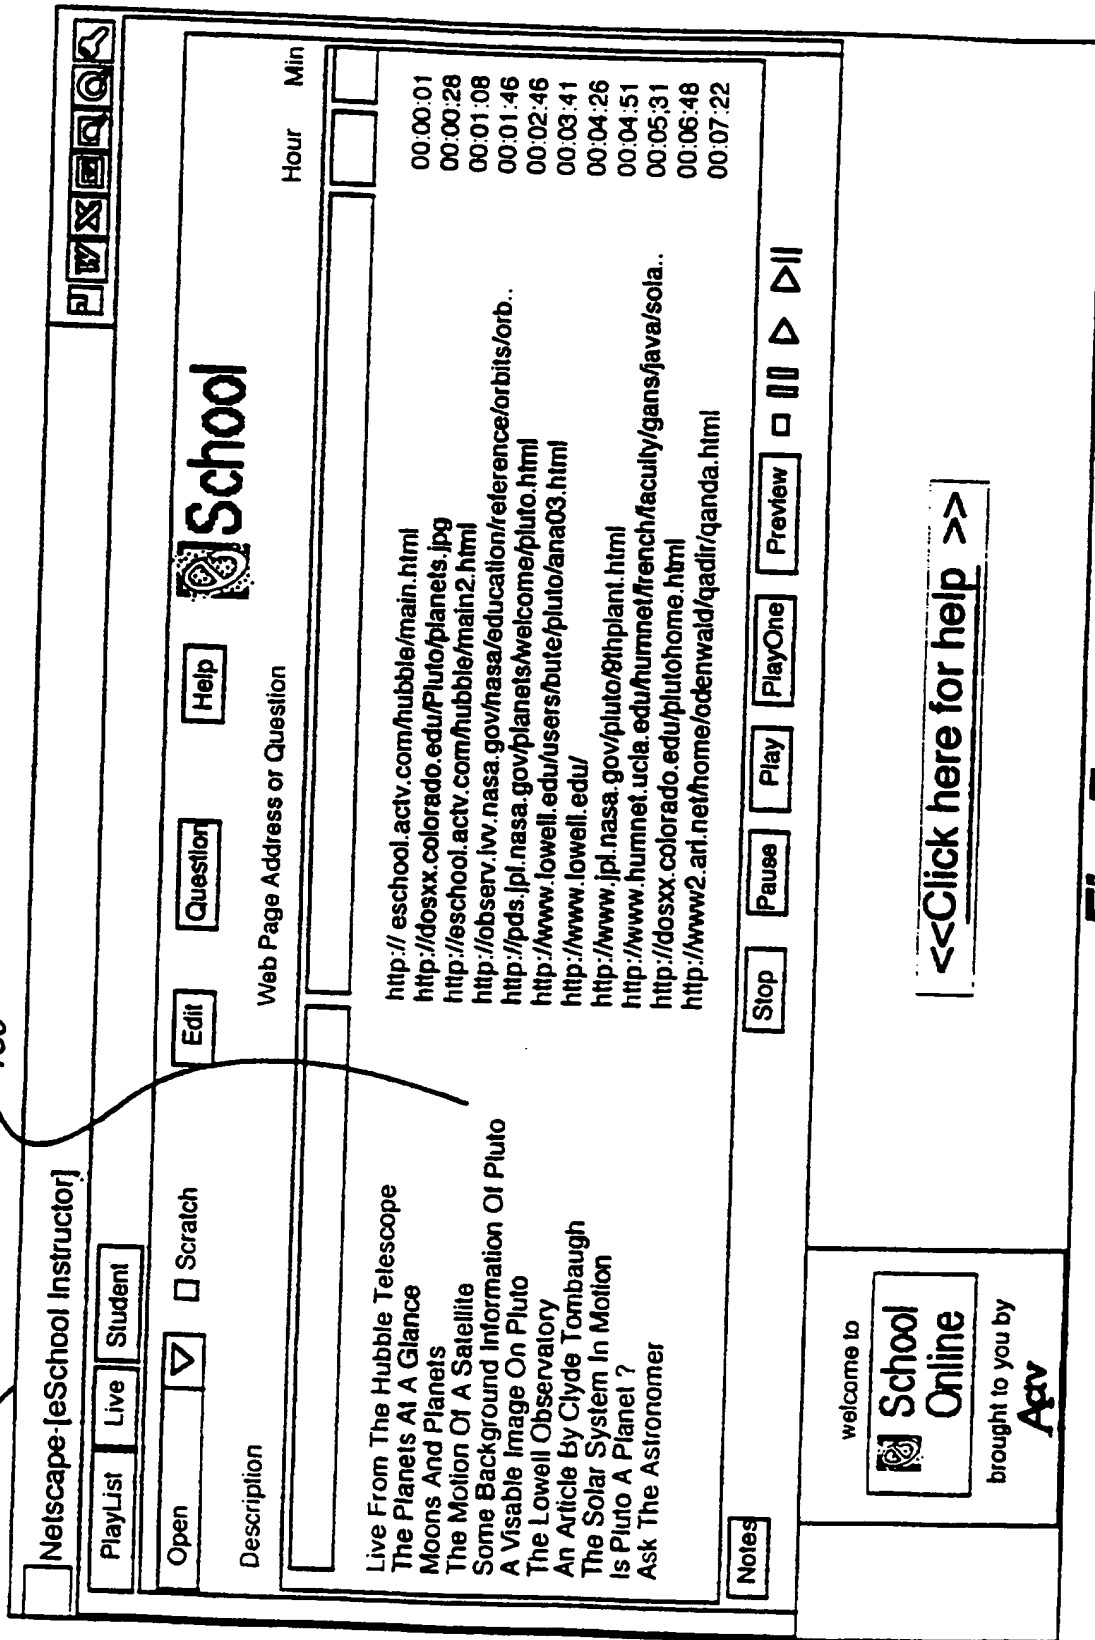 Netscape-[eSchool Instructor]
PlayList Live Student
Open Scratch Edit Question Help School
Description Web Page Address or Question Hour Min
Live From The Hubble Telescope http:// eschool.actv.com/hubble/main.html 00:00:01
The Planets At A Glance http://dosxx.colorado.edu/Pluto/planets.jpg 00:00:28
Moons And Planets http://eschool.actv.com/hubble/main2.html 00:01:08
The Motion Of A Satellite http://observ.ivv.nasa.gov/nasa/education/reference/orbits/orb.. 00:01:46
Some Background Information Of Pluto http://pds.jpl.nasa.gov/planets/welcome/pluto.html 00:02:46
A Visable Image On Pluto http://www.lowell.edu/users/bute/pluto/ana03.html 00:03:41
The Lowell Observatory http://www.lowell.edu/ 00:04:26
An Article By Clyde Tombaugh http://www.jpl.nasa.gov/pluto/9thplant.html 00:04:51
The Solar System In Motion http://www.humnet.ucla.edu/humnet/french/faculty/gans/java/sola.. 00:05;31
Is Pluto A Planet ? http://dosxx.colorado.edu/plutohome.html 00:06:48
Ask The Astronomer http://www2.ari.net/home/odenwald/qadir/qanda.html 00:07:22
Notes Stop Pause Play PlayOne Preview
welcome to
School
Online
brought to you by
Actv
<<Click here for help >>